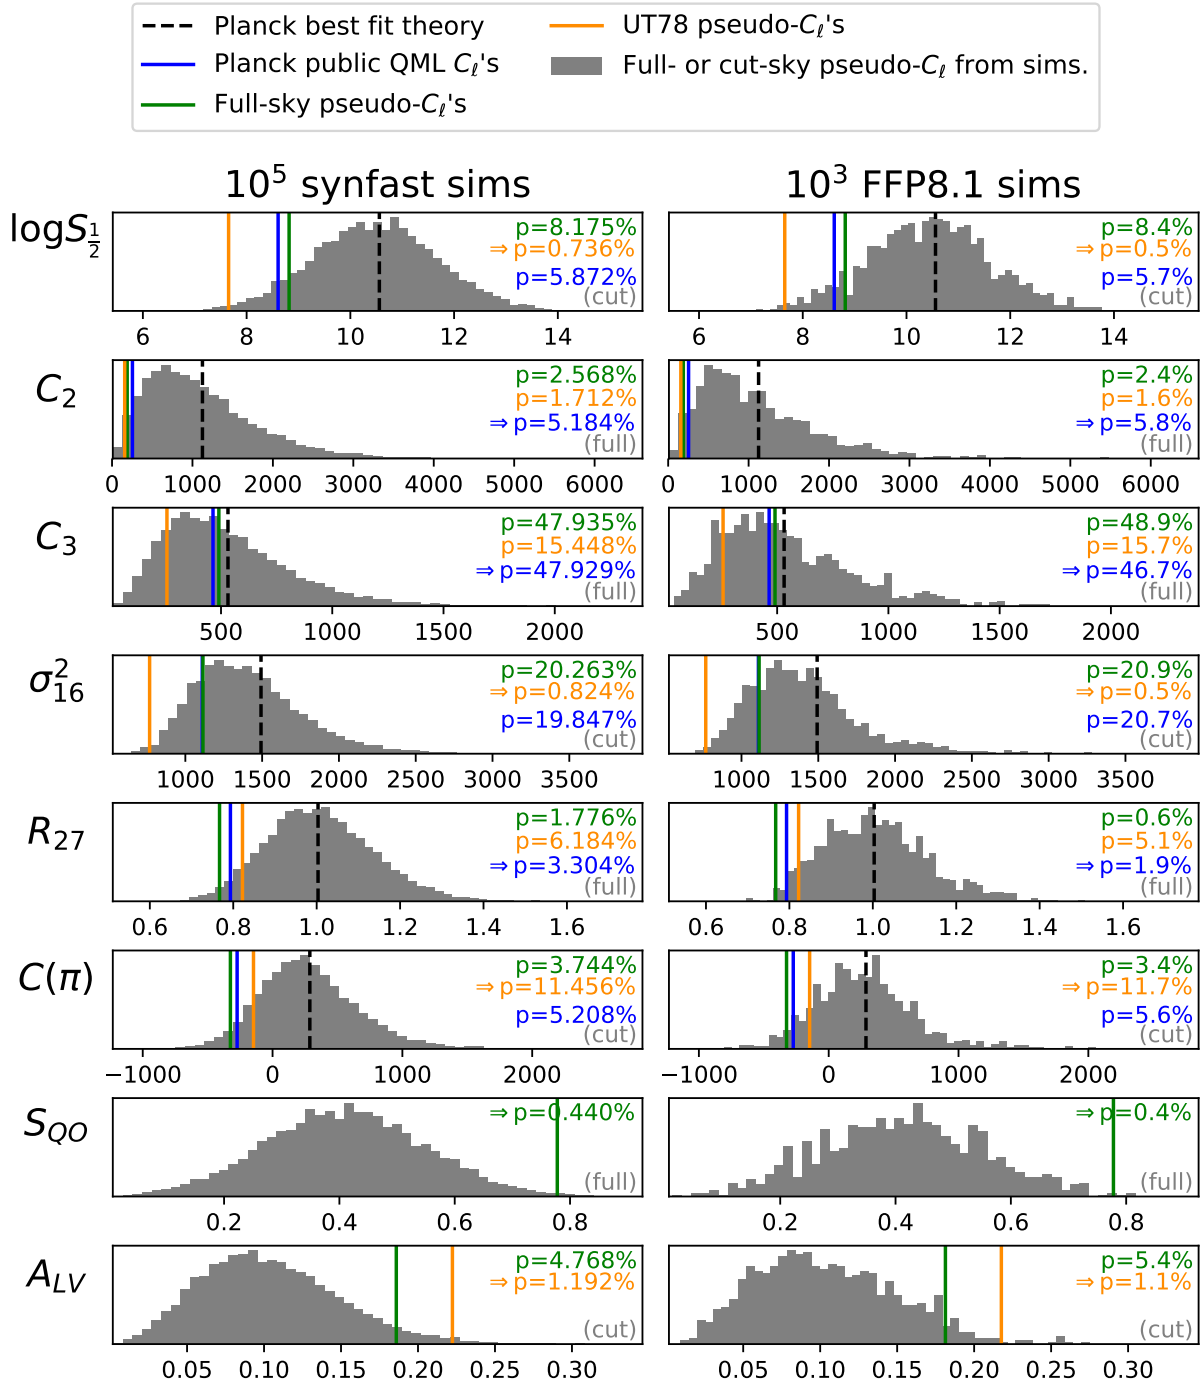 Planck best fit theory
Planck public QML Cℓ's
Full-sky pseudo-Cℓ's
UT78 pseudo-Cℓ's
Full- or cut-sky pseudo-Cℓ from sims.
10⁵ synfast sims
10³ FFP8.1 sims
logS_{1/2}
p=8.175%
⇒ p=0.736%
p=5.872%
(cut)
6 8 10 12 14
p=8.4%
⇒ p=0.5%
p=5.7%
(cut)
6 8 10 12 14
C₂
p=2.568%
p=1.712%
⇒ p=5.184%
(full)
0 1000 2000 3000 4000 5000 6000
p=2.4%
p=1.6%
⇒ p=5.8%
(full)
0 1000 2000 3000 4000 5000 6000
C₃
p=47.935%
p=15.448%
⇒ p=47.929%
(full)
500 1000 1500 2000
p=48.9%
p=15.7%
⇒ p=46.7%
(full)
500 1000 1500 2000
σ²₁₆
p=20.263%
⇒ p=0.824%
p=19.847%
(cut)
1000 1500 2000 2500 3000 3500
p=20.9%
⇒ p=0.5%
p=20.7%
(cut)
1000 1500 2000 2500 3000 3500
R₂₇
p=1.776%
p=6.184%
⇒ p=3.304%
(full)
0.6 0.8 1.0 1.2 1.4 1.6
p=0.6%
p=5.1%
⇒ p=1.9%
(full)
0.6 0.8 1.0 1.2 1.4 1.6
C(π)
p=3.744%
⇒ p=11.456%
p=5.208%
(cut)
−1000 0 1000 2000
p=3.4%
⇒ p=11.7%
p=5.6%
(cut)
−1000 0 1000 2000
S_{QO}
⇒ p=0.440%
(full)
0.2 0.4 0.6 0.8
⇒ p=0.4%
(full)
0.2 0.4 0.6 0.8
A_{LV}
p=4.768%
⇒ p=1.192%
(cut)
0.05 0.10 0.15 0.20 0.25 0.30
p=5.4%
⇒ p=1.1%
(cut)
0.05 0.10 0.15 0.20 0.25 0.30